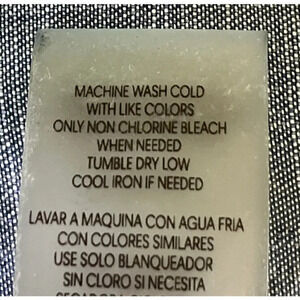 MACHINE WASH COLD
WITH LIKE COLORS
ONLY NON CHLORINE BLEACH
WHEN NEEDED
TUMBLE DRY LOW
COOL IRON IF NEEDED
LAVAR A MAQUINA CON AGUA FRIA
CON COLORES SIMILARES
USE SOLO BLANQUEADOR
SIN CLORO SI NECESITA